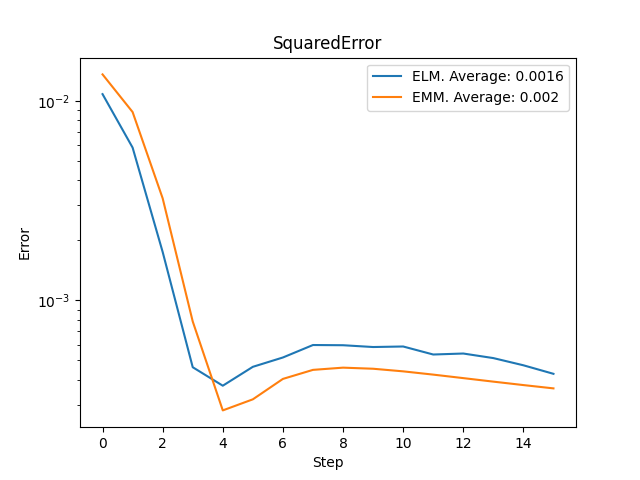 SquaredError
ELM. Average: 0.0016
EMM. Average: 0.002
10⁻²
10⁻³
Error
0 2 4 6 8 10 12 14
Step